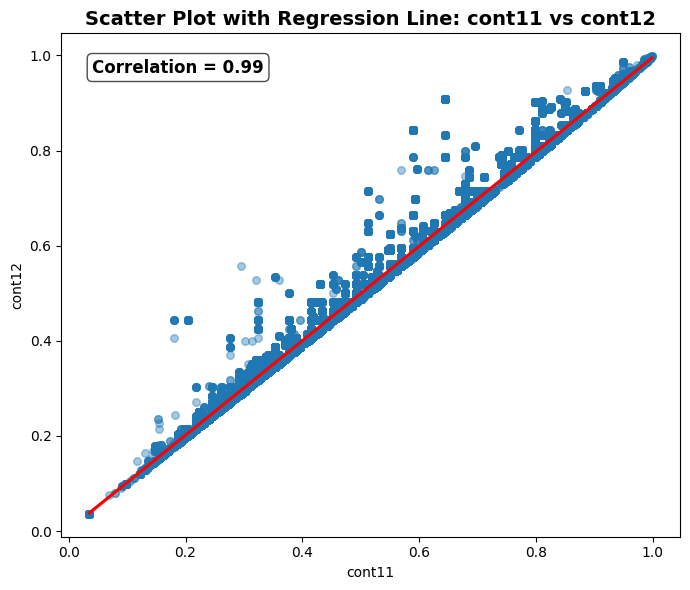 Scatter Plot with Regression Line: cont11 vs cont12
Correlation = 0.99
1.0
0.8
0.6
0.4
0.2
0.0
cont12
0.0 0.2 0.4 0.6 0.8 1.0
cont11